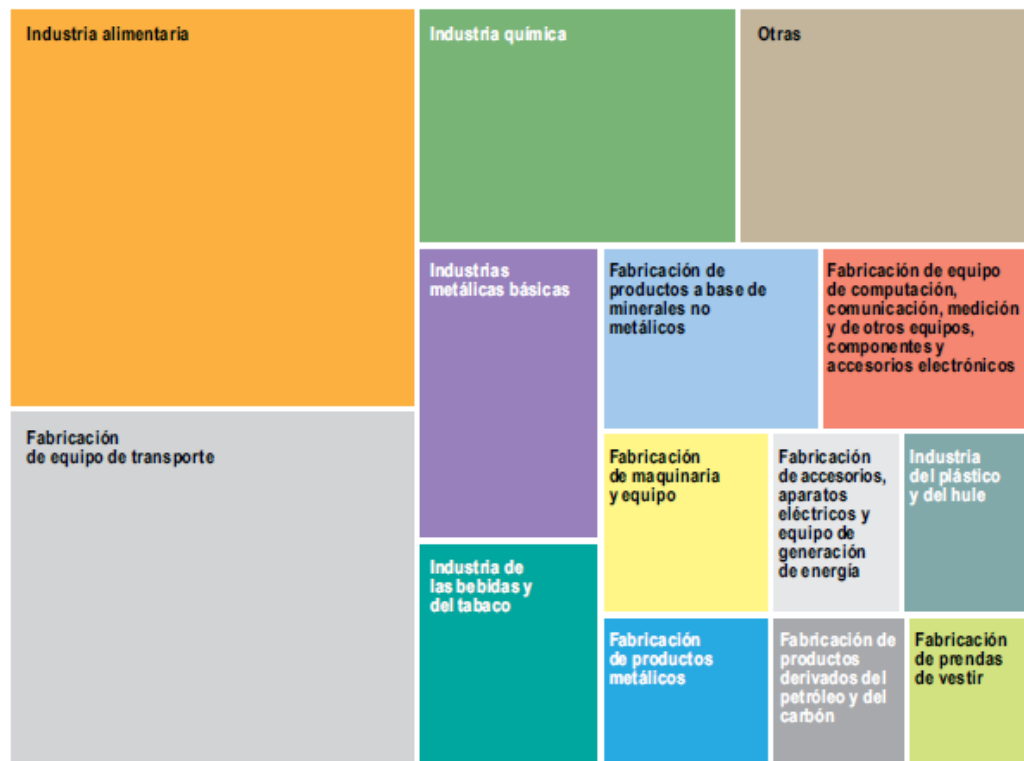 Industria alimentaria
Industria química
Otras
Industrias
metálicas básicas
Fabricación de
productos a base de
minerales no
metálicos
Fabricación de equipo
de computación,
comunicación, medición
y de otros equipos,
componentes y
accesorios electrónicos
Fabricación
de equipo de transporte
Fabricación
de maquinaria
y equipo
Fabricación
de accesorios,
aparatos
eléctricos y
equipo de
generación
de energía
Industria
del plástico
y del hule
Industria de
las bebidas y
del tabaco
Fabricación
de productos
metálicos
Fabricación de
productos
derivados del
petróleo y del
carbón
Fabricación
de prendas
de vestir